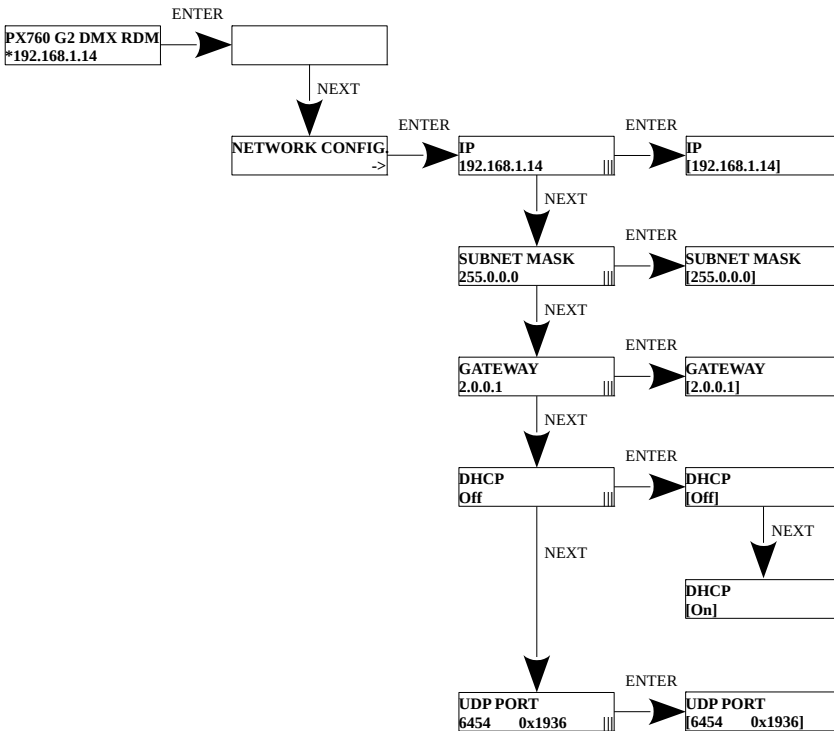 ENTER
PX760 G2 DMX RDM
*192.168.1.14
NEXT
ENTER
ENTER
NETWORK CONFIG.
->
IP
192.168.1.14 |||
IP
[192.168.1.14]
NEXT
ENTER
SUBNET MASK
255.0.0.0 |||
SUBNET MASK
[255.0.0.0]
NEXT
ENTER
GATEWAY
2.0.0.1 |||
GATEWAY
[2.0.0.1]
NEXT
ENTER
DHCP
Off |||
DHCP
[Off]
NEXT
NEXT
DHCP
[On]
ENTER
UDP PORT
6454 0x1936 |||
UDP PORT
[6454 0x1936]